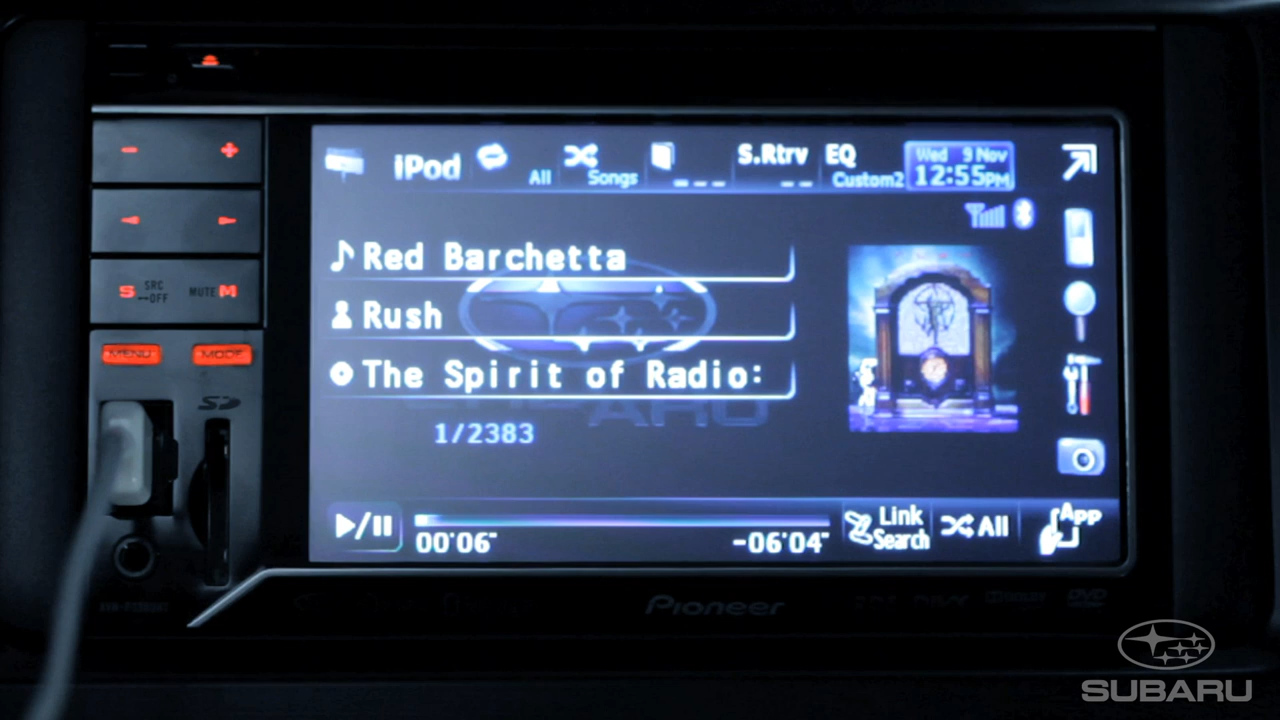 iPod
All
Songs
S.Rtrv
EQ
Custom2
Wed 9 Nov
12:55PM
Red Barchetta
Rush
The Spirit of Radio:
1/2383
00'06"
-06'04"
Link
Search
All
APP
S SRC
OFF
MUTE M
MENU
MODE
SD
Pioneer
SUBARU